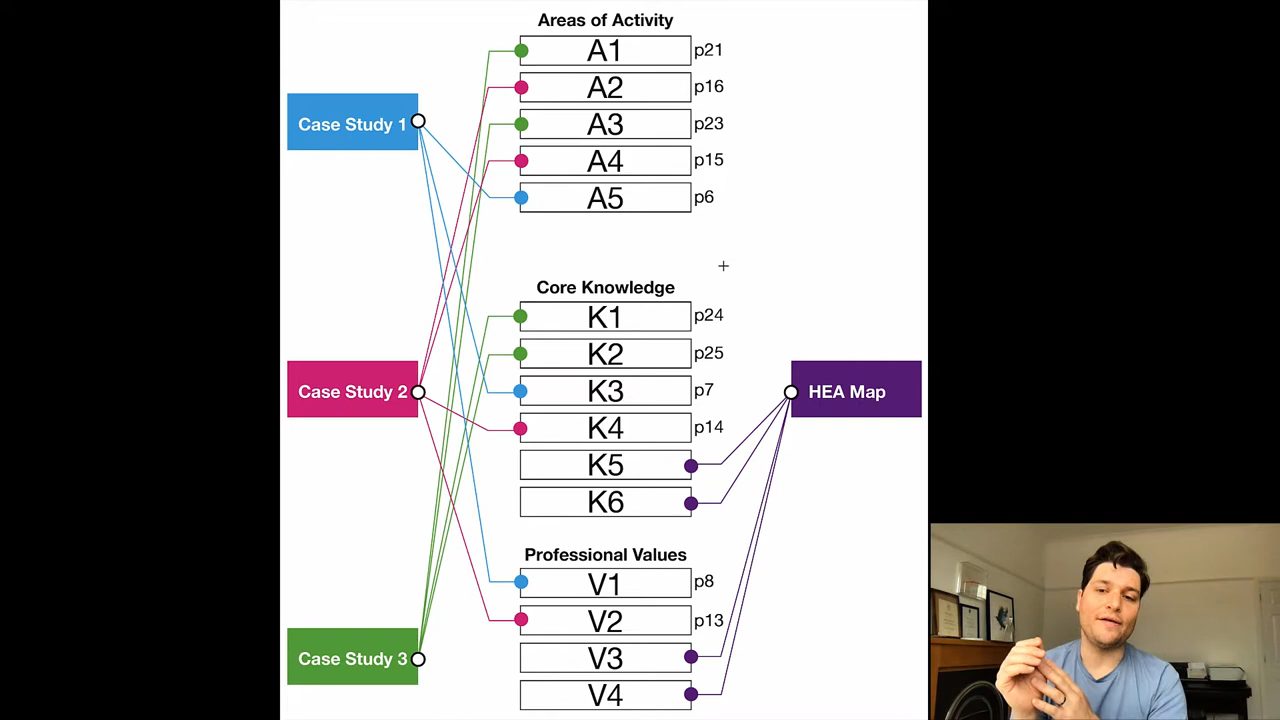 Areas of Activity
A1 p21
A2 p16
A3 p23
A4 p15
A5 p6
Case Study 1
Core Knowledge
K1 p24
K2 p25
K3 p7
K4 p14
K5
K6
Case Study 2
HEA Map
Professional Values
V1 p8
V2 p13
V3
V4
Case Study 3